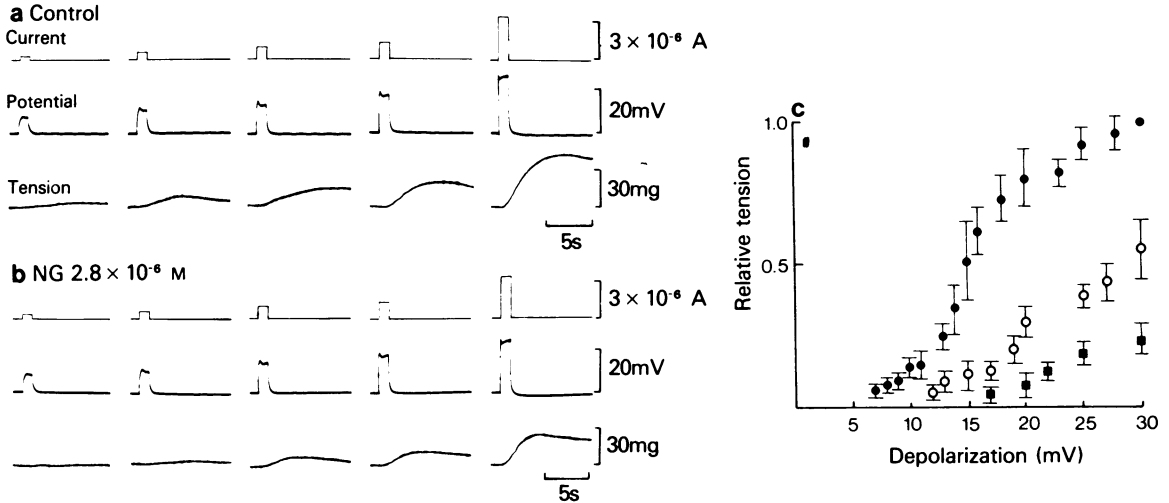 a Control
Current
3 × 10⁻⁶ A
Potential
20mV
Tension
30mg
5s
b NG 2.8 × 10⁻⁶ M
3 × 10⁻⁶ A
20mV
30mg
5s
c
1.0
0.5
Relative tension
5 10 15 20 25 30
Depolarization (mV)